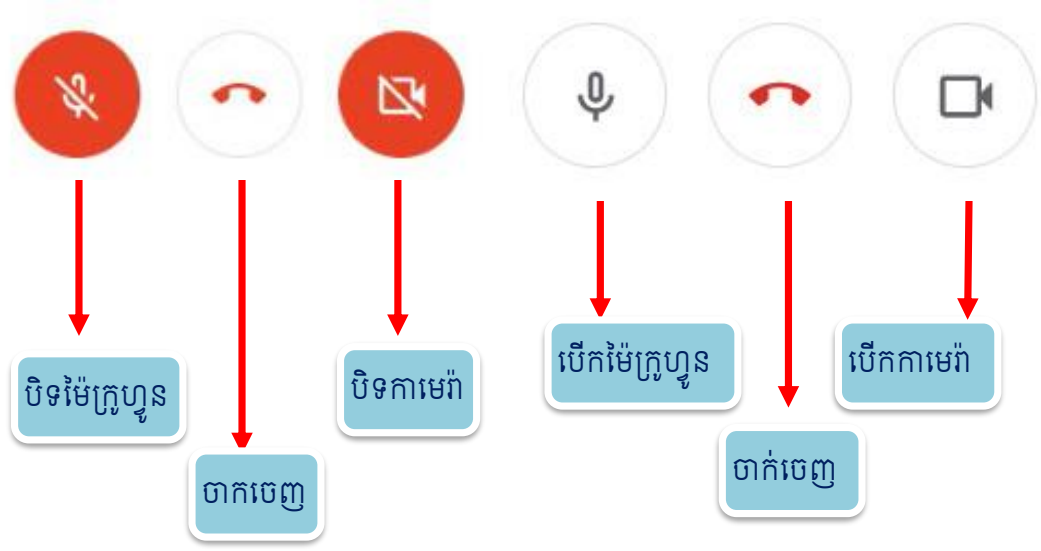 បិទម៉ៃក្រូហ្វូន
ចាកចេញ
បិទកាមេរ៉ា
បើកម៉ៃក្រូហ្វូន
ចាក់ចេញ
បើកកាមេរ៉ា